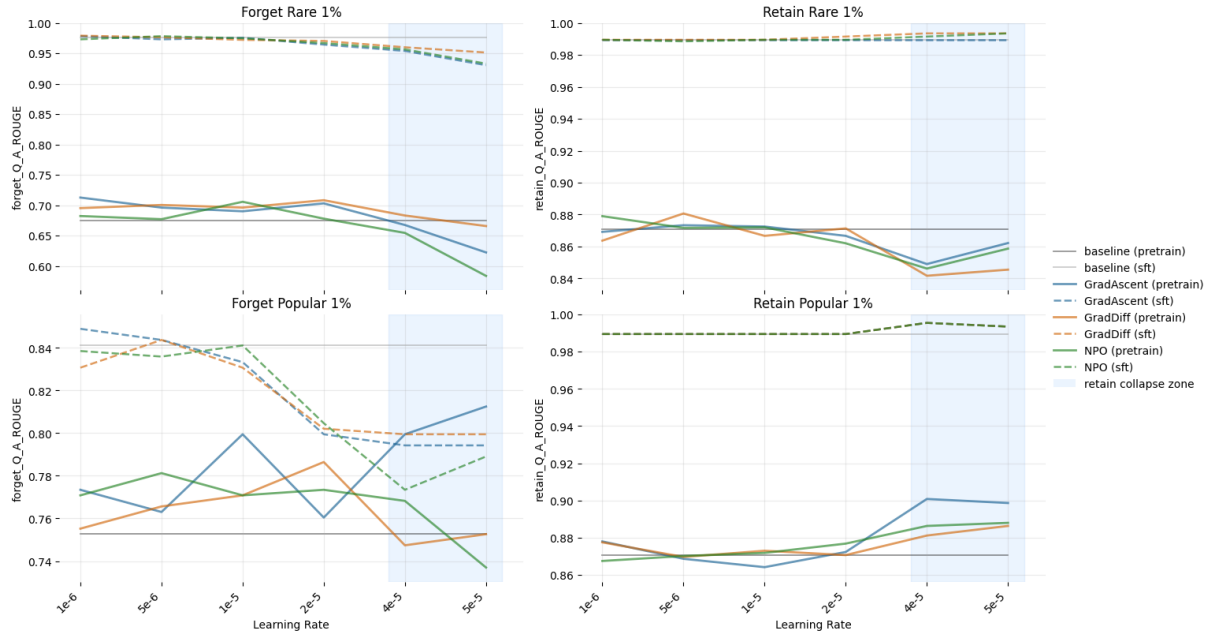 Forget Rare 1%
forget_Q_A_ROUGE
1.00
0.95
0.90
0.85
0.80
0.75
0.70
0.65
0.60
Retain Rare 1%
retain_Q_A_ROUGE
1.00
0.98
0.96
0.94
0.92
0.90
0.88
0.86
0.84
Forget Popular 1%
forget_Q_A_ROUGE
0.84
0.82
0.80
0.78
0.76
0.74
1e-6
5e-6
1e-5
2e-5
4e-5
5e-5
Learning Rate
Retain Popular 1%
retain_Q_A_ROUGE
1.00
0.98
0.96
0.94
0.92
0.90
0.88
0.86
1e-6
5e-6
1e-5
2e-5
4e-5
5e-5
Learning Rate
baseline (pretrain)
baseline (sft)
GradAscent (pretrain)
GradAscent (sft)
GradDiff (pretrain)
GradDiff (sft)
NPO (pretrain)
NPO (sft)
retain collapse zone